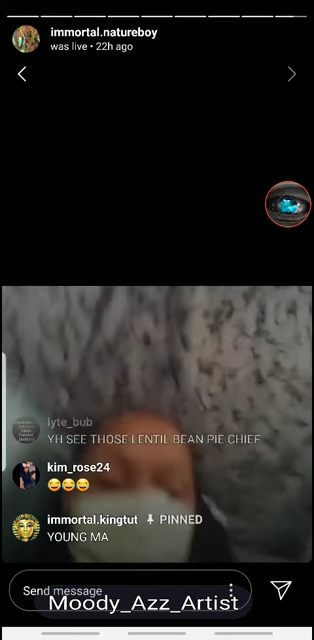 immortal.natureboy
was live • 22h ago
lyte_bub
YH SEE THOSE LENTIL BEAN PIE CHIEF
kim_rose24
😂😂😂
immortal.kingtut PINNED
YOUNG MA
Send message
Moody_Azz_Artist